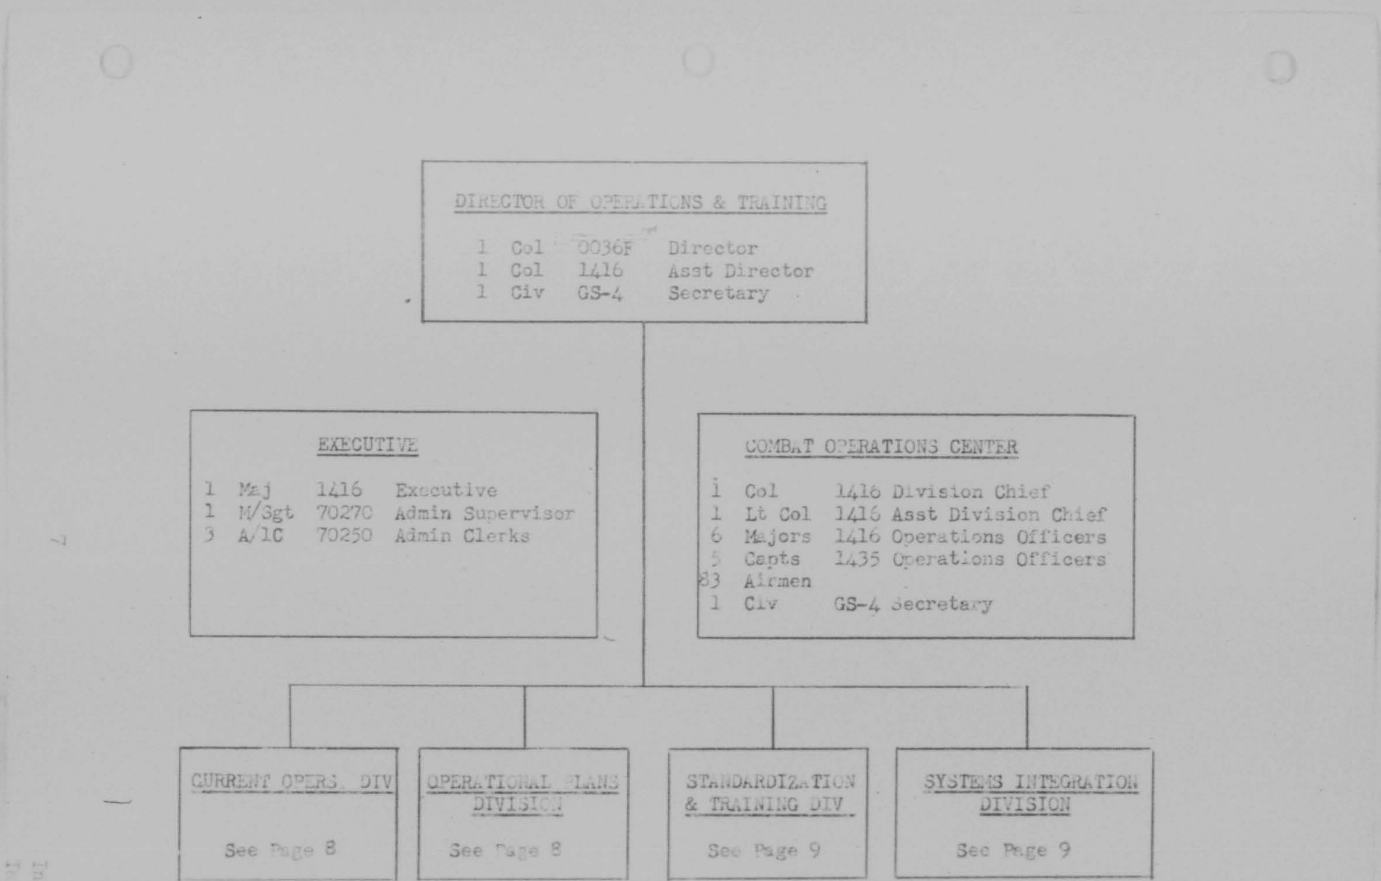 DIRECTOR OF OPERATIONS & TRAINING
1 Col 0036F Director
1 Col 1416 Asst Director
1 Civ GS-4 Secretary
EXECUTIVE
1 Maj 1416 Executive
1 M/Sgt 70270 Admin Supervisor
3 A/1C 70250 Admin Clerks
COMBAT OPERATIONS CENTER
1 Col 1416 Division Chief
1 Lt Col 1416 Asst Division Chief
6 Majors 1416 Operations Officers
5 Capts 1435 Operations Officers
83 Airmen
1 Civ GS-4 Secretary
7
CURRENT OPERS. DIV
See Page 8
OPERATIONAL PLANS
DIVISION
See Page 8
STANDARDIZATION
& TRAINING DIV
See Page 9
SYSTEMS INTEGRATION
DIVISION
See Page 9